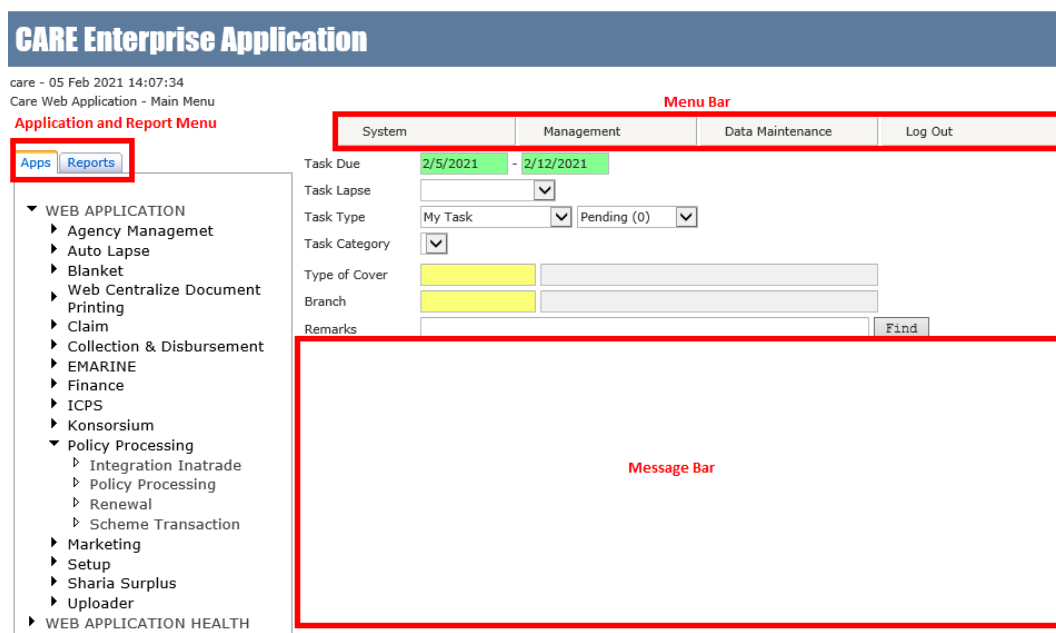 CARE Enterprise Application
care - 05 Feb 2021 14:07:34
Care Web Application - Main Menu
Menu Bar
Application and Report Menu
System Management Data Maintenance Log Out
Apps Reports
Task Due 2/5/2021 - 2/12/2021
Task Lapse
Task Type My Task Pending (0)
Task Category
Type of Cover
Branch
Remarks Find
WEB APPLICATION
Agency Managemet
Auto Lapse
Blanket
Web Centralize Document
Printing
Claim
Collection & Disbursement
EMARINE
Finance
ICPS
Konsorsium
Policy Processing
Integration Inatrade
Policy Processing
Renewal
Scheme Transaction
Marketing
Setup
Sharia Surplus
Uploader
WEB APPLICATION HEALTH
Message Bar